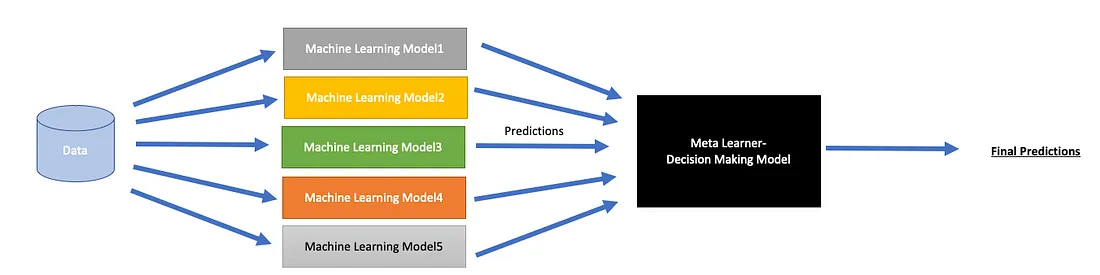 Data
Machine Learning Model1
Machine Learning Model2
Machine Learning Model3
Machine Learning Model4
Machine Learning Model5
Predictions
Meta Learner-
Decision Making Model
Final Predictions